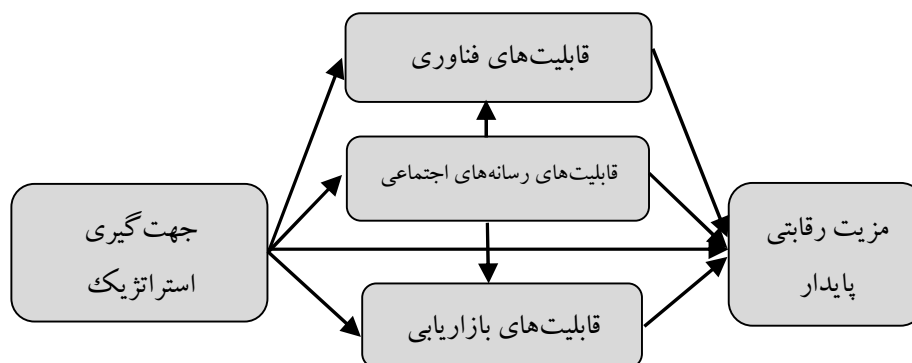 قابلیت‌های فناوری
قابلیت‌های رسانه‌های اجتماعی
جهت‌گیری
استراتژیک
مزیت رقابتی
پایدار
قابلیت‌های بازاریابی